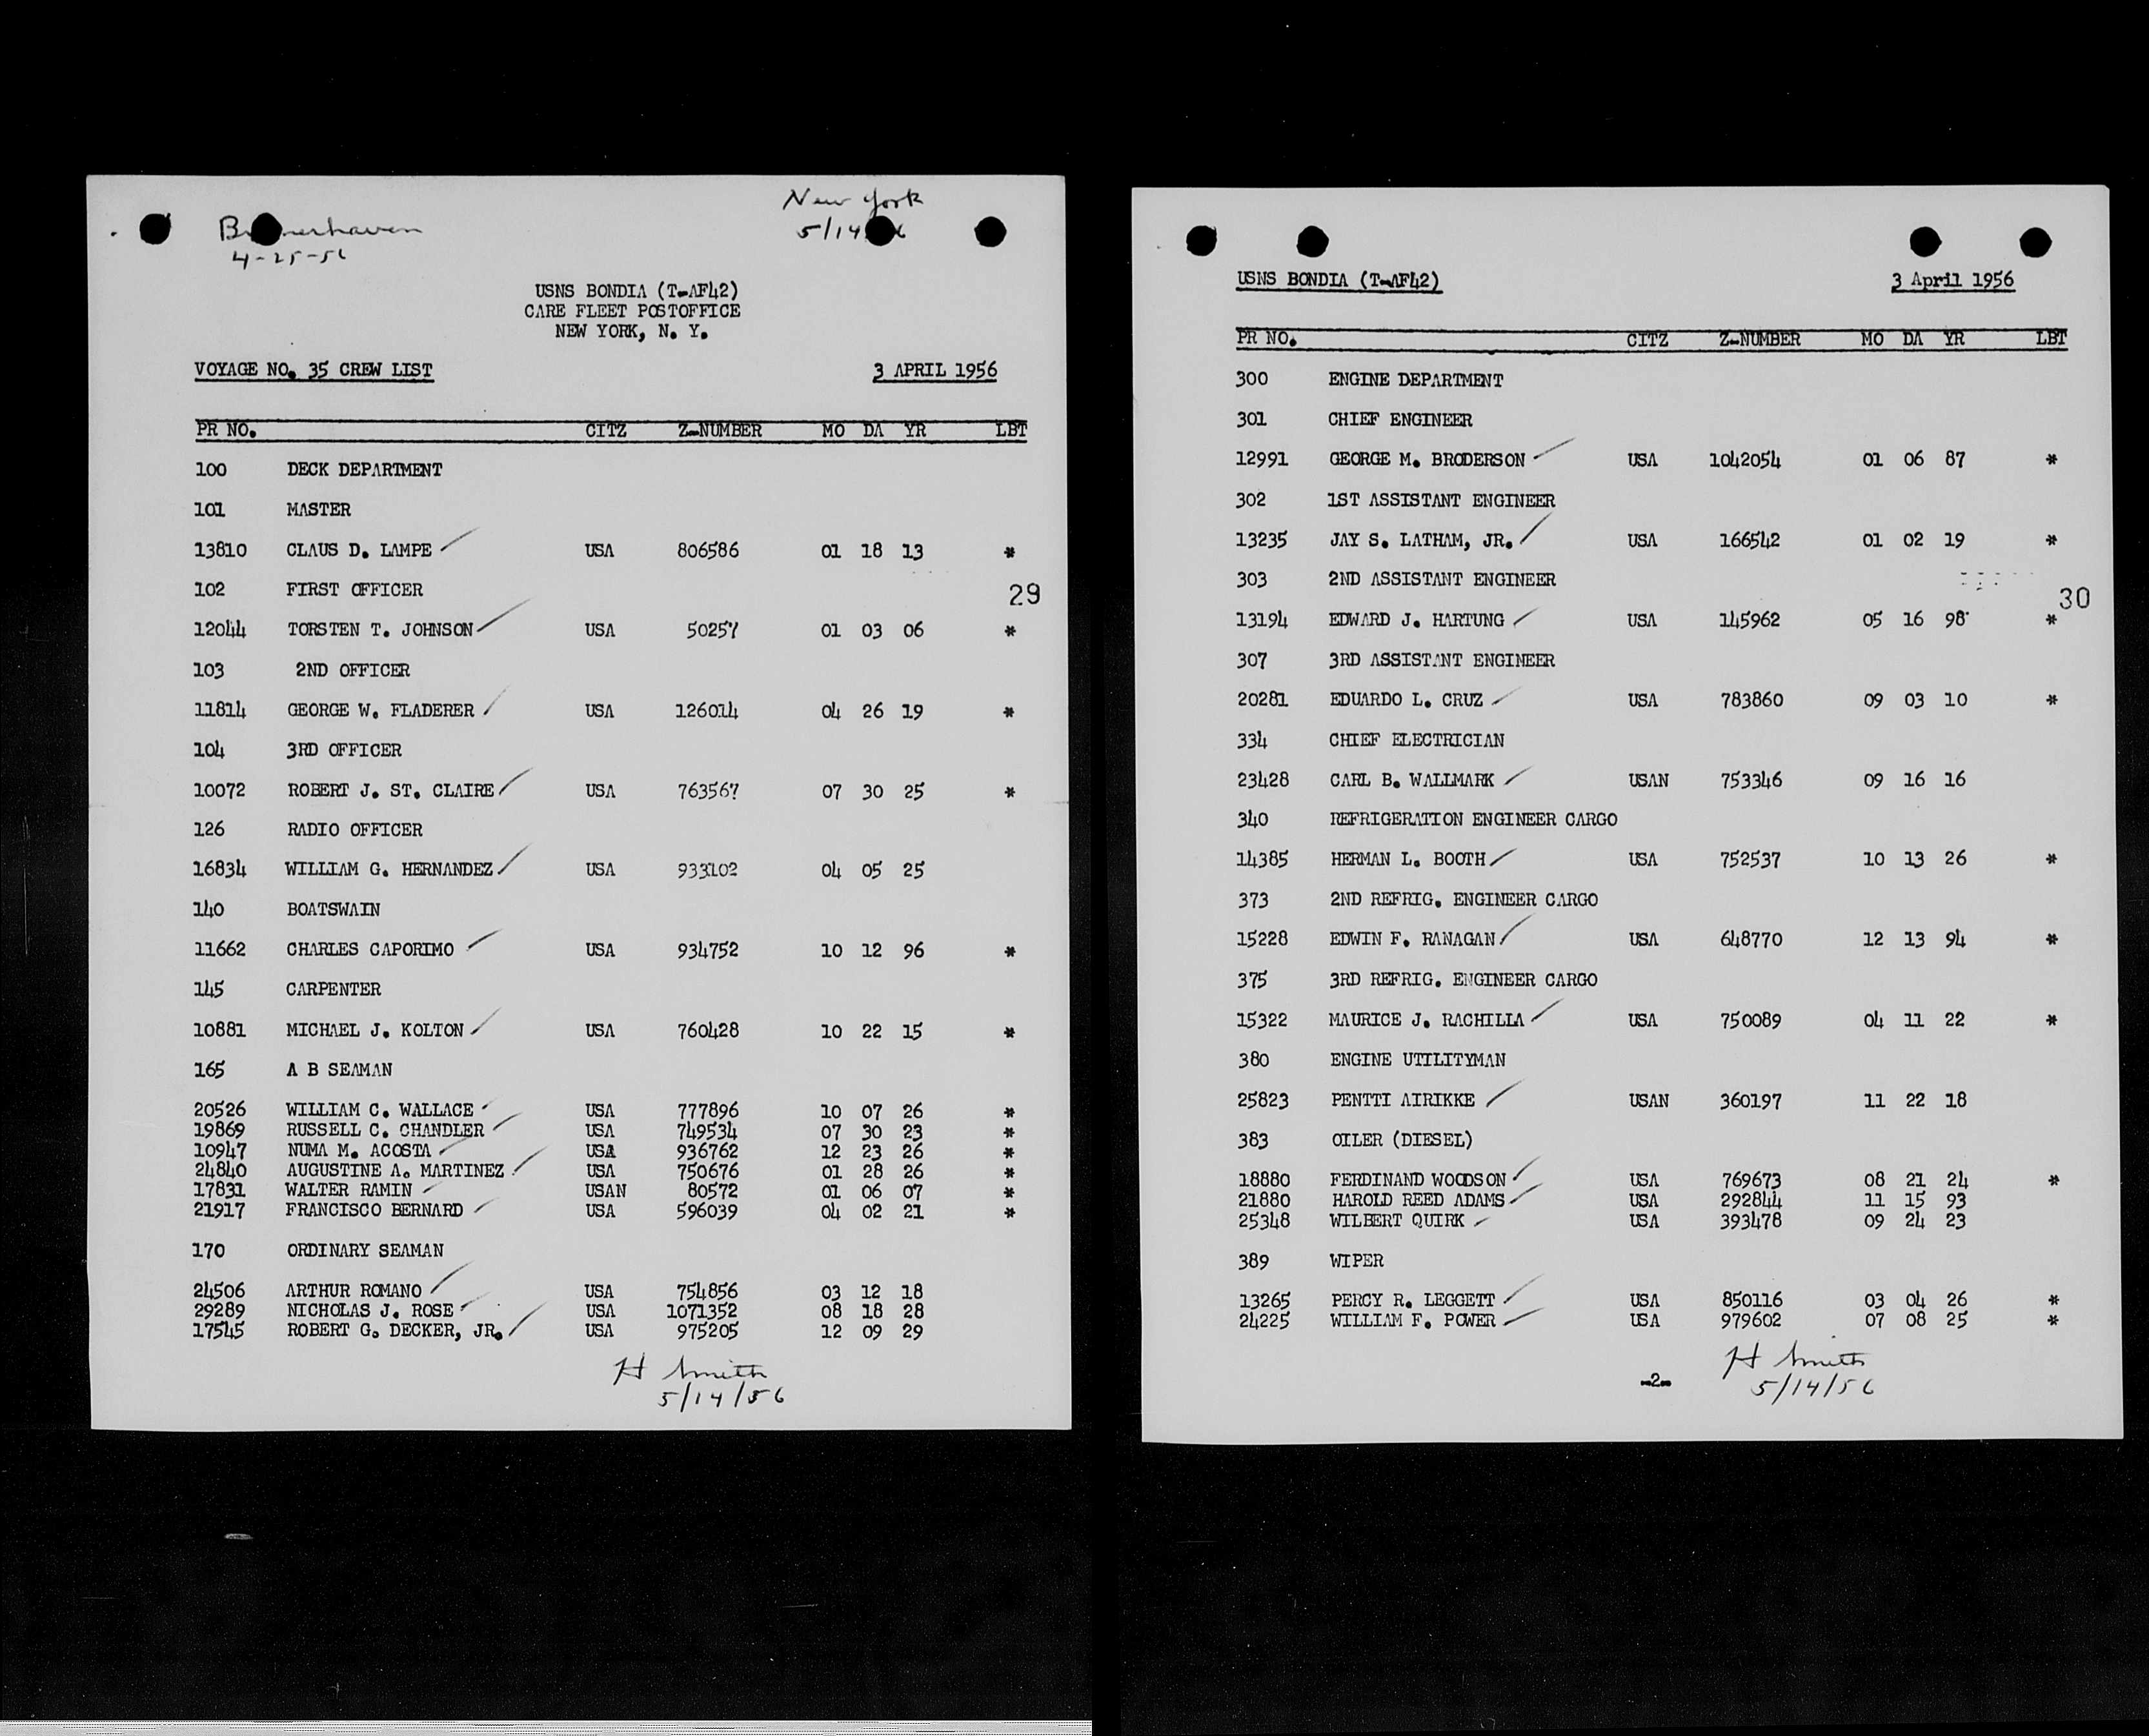 New York
5/14
4-25-56
USNS BONDIA (T-AF42)
CARE FLEET POSTOFFICE
NEW YORK, N. Y.
VOYAGE NO. 35 CREW LIST 3 APRIL 1956
PR NO. CITZ Z-NUMBER MO DA YR LBT
100 DECK DEPARTMENT
101 MASTER
13810 CLAUS D. LAMPE USA 806586 01 18 13 *
102 FIRST OFFICER
29
12044 TORSTEN T. JOHNSON USA 50257 01 03 06 *
103 2ND OFFICER
11814 GEORGE W. FLADERER USA 126014 04 26 19 *
104 3RD OFFICER
10072 ROBERT J. ST. CLAIRE USA 763567 07 30 25 *
126 RADIO OFFICER
16834 WILLIAM G. HERNANDEZ USA 933102 04 05 25
140 BOATSWAIN
11662 CHARLES CAPORIMO USA 934752 10 12 96 *
145 CARPENTER
10881 MICHAEL J. KOLTON USA 760428 10 22 15 *
165 A B SEAMAN
20526 WILLIAM C. WALLACE USA 777896 10 07 26 *
19869 RUSSELL C. CHANDLER USA 749534 07 30 23 *
10947 NUMA M. ACOSTA USA 936762 12 23 26 *
24840 AUGUSTINE A. MARTINEZ USA 750676 01 28 26 *
17831 WALTER RAMIN USAN 80572 01 06 07 *
21917 FRANCISCO BERNARD USA 596039 04 02 21 *
170 ORDINARY SEAMAN
24506 ARTHUR ROMANO USA 754856 03 12 18
29289 NICHOLAS J. ROSE USA 1071352 08 18 28
17545 ROBERT G. DECKER, JR. USA 975205 12 09 29
H Smith
5/14/56
USNS BONDIA (T-AF42) 3 April 1956
PR NO. CITZ Z-NUMBER MO DA YR LBT
300 ENGINE DEPARTMENT
301 CHIEF ENGINEER
12991 GEORGE M. BRODERSON USA 1042054 01 06 87 *
302 1ST ASSISTANT ENGINEER
13235 JAY S. LATHAM, JR. USA 166542 01 02 19 *
303 2ND ASSISTANT ENGINEER
30
13194 EDWARD J. HARTUNG USA 145962 05 16 98 *
307 3RD ASSISTANT ENGINEER
20281 EDUARDO L. CRUZ USA 783860 09 03 10 *
334 CHIEF ELECTRICIAN
23428 CARL B. WALLMARK USAN 753346 09 16 16
340 REFRIGERATION ENGINEER CARGO
14385 HERMAN L. BOOTH USA 752537 10 13 26 *
373 2ND REFRIG. ENGINEER CARGO
15228 EDWIN F. RANAGAN USA 648770 12 13 94 *
375 3RD REFRIG. ENGINEER CARGO
15322 MAURICE J. RACHILLA USA 750089 04 11 22 *
380 ENGINE UTILITYMAN
25823 PENTTI AIRIKKE USAN 360197 11 22 18
383 OILER (DIESEL)
18880 FERDINAND WOODSON USA 769673 08 21 24 *
21880 HAROLD REED ADAMS USA 292844 11 15 93
25348 WILBERT QUIRK USA 393478 09 24 23
389 WIPER
13265 PERCY R. LEGGETT USA 850116 03 04 26 *
24225 WILLIAM F. POWER USA 979602 07 08 25 *
-2-
H Smith
5/14/56